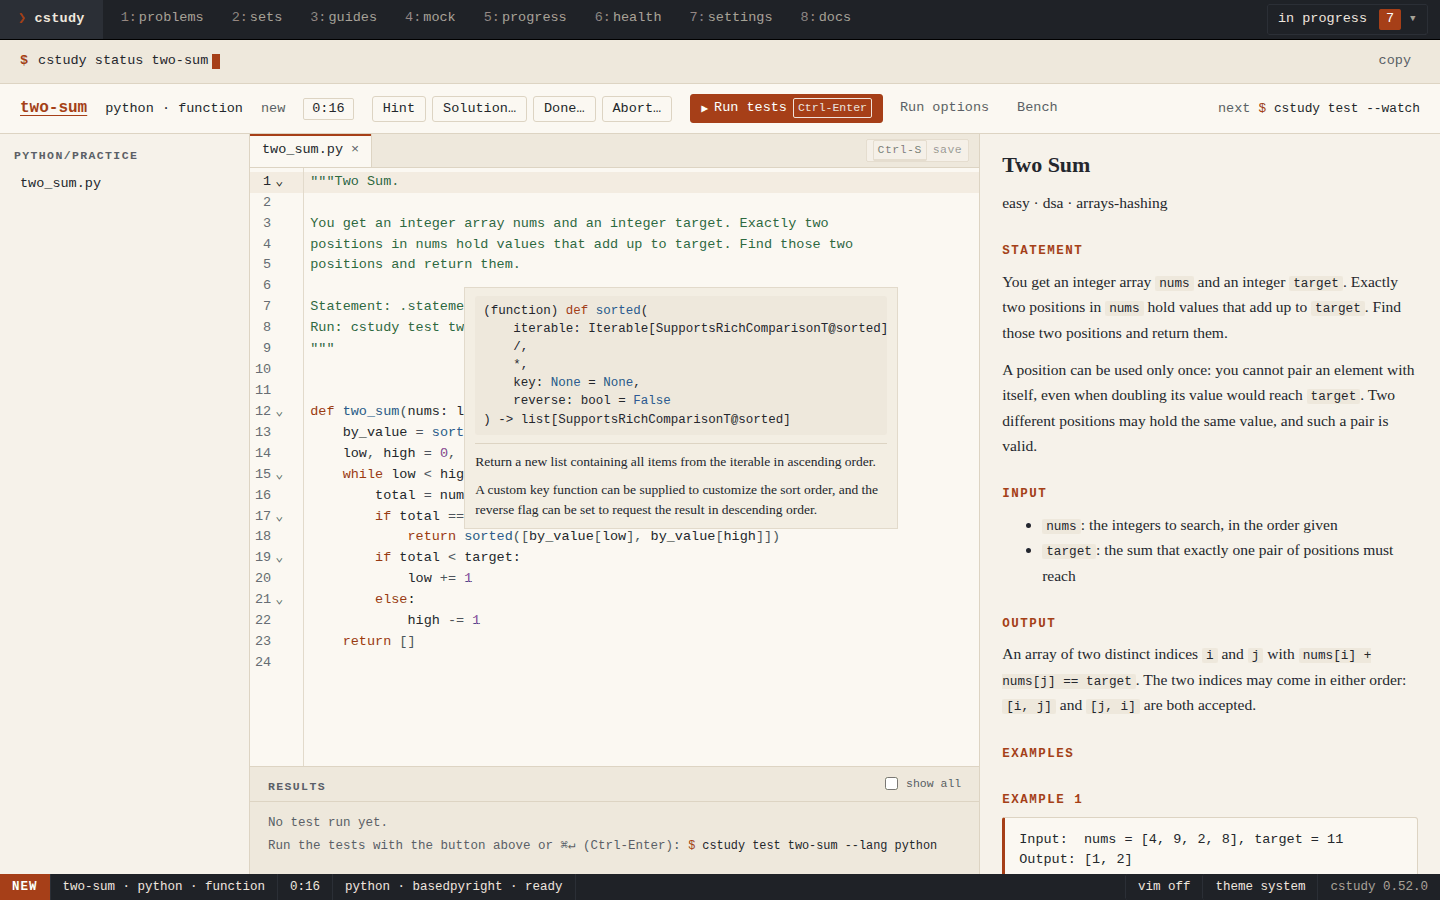 ❯ cstudy 1:problems 2:sets 3:guides 4:mock 5:progress 6:health 7:settings 8:docs in progress 7 ▾
$ cstudy status two-sum copy
two-sum python · function new 0:16 Hint Solution… Done… Abort… ▶ Run tests Ctrl-Enter Run options Bench next $ cstudy test --watch
PYTHON/PRACTICE
two_sum.py
two_sum.py × Ctrl-S save
1 """Two Sum.
2
3 You get an integer array nums and an integer target. Exactly two
4 positions in nums hold values that add up to target. Find those two
5 positions and return them.
6
7 Statement: .stateme
8 Run: cstudy test tw
9 """
10
11
12 def two_sum(nums: l
13 by_value = sort
14 low, high = 0,
15 while low < hig
16 total = num
17 if total ==
18 return sorted([by_value[low], by_value[high]])
19 if total < target:
20 low += 1
21 else:
22 high -= 1
23 return []
24
(function) def sorted(
iterable: Iterable[SupportsRichComparisonT@sorted]
/,
*,
key: None = None,
reverse: bool = False
) -> list[SupportsRichComparisonT@sorted]
Return a new list containing all items from the iterable in ascending order.
A custom key function can be supplied to customize the sort order, and the
reverse flag can be set to request the result in descending order.
RESULTS show all
No test run yet.
Run the tests with the button above or ⌘↵ (Ctrl-Enter): $ cstudy test two-sum --lang python
Two Sum
easy · dsa · arrays-hashing
STATEMENT
You get an integer array nums and an integer target. Exactly
two positions in nums hold values that add up to target. Find
those two positions and return them.
A position can be used only once: you cannot pair an element with
itself, even when doubling its value would reach target. Two
different positions may hold the same value, and such a pair is
valid.
INPUT
• nums: the integers to search, in the order given
• target: the sum that exactly one pair of positions must
reach
OUTPUT
An array of two distinct indices i and j with nums[i] +
nums[j] == target. The two indices may come in either order:
[i, j] and [j, i] are both accepted.
EXAMPLES
EXAMPLE 1
Input: nums = [4, 9, 2, 8], target = 11
Output: [1, 2]
NEW two-sum · python · function 0:16 python · basedpyright · ready vim off theme system cstudy 0.52.0